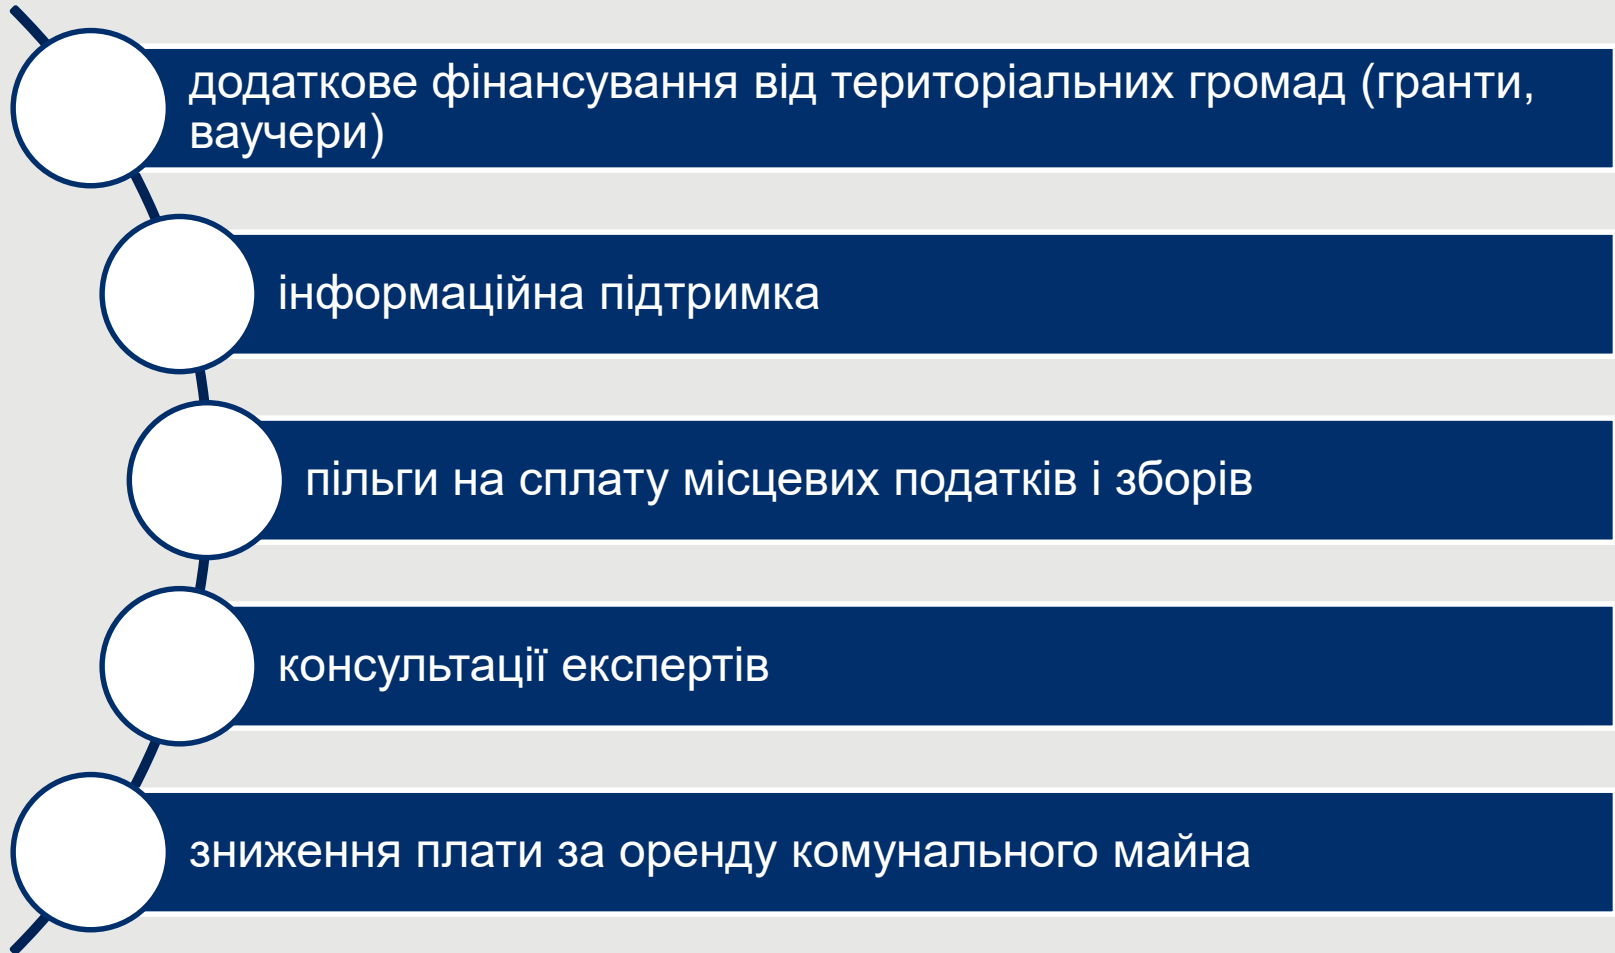 додаткове фінансування від територіальних громад (гранти,
ваучери)
інформаційна підтримка
пільги на сплату місцевих податків і зборів
консультації експертів
зниження плати за оренду комунального майна